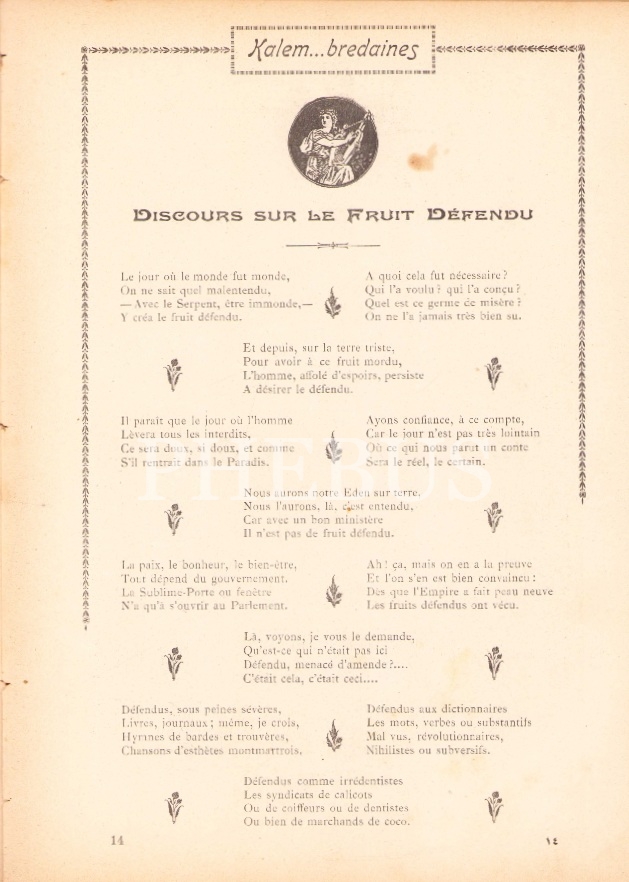 Kalem...bredaines
DISCOURS SUR LE FRUIT DÉFENDU
Le jour où le monde fut monde,
On ne sait quel malentendu,
— Avec le Serpent, être immonde, —
Y créa le fruit défendu.
A quoi cela fut nécessaire ?
Qui l'a voulu ? qui l'a conçu ?
Quel est ce germe de misère ?
On ne l'a jamais très bien su.
Et depuis, sur la terre triste,
Pour avoir à ce fruit mordu,
L'homme, affolé d'espoirs, persiste
A désirer le défendu.
Il paraît que le jour où l'homme
Lèvera tous les interdits,
Ce sera doux, si doux, et comme
S'il rentrait dans le Paradis.
Ayons confiance, à ce compte,
Car le jour n'est pas très lointain
Où ce qui nous parut un conte
Sera le réel, le certain.
PHEBUS
Nous aurons notre Eden sur terre.
Nous l'aurons, là, c'est entendu,
Car avec un bon ministère
Il n'est pas de fruit défendu.
La paix, le bonheur, le bien-être,
Tout dépend du gouvernement.
La Sublime-Porte ou fenêtre
N'a qu'à s'ouvrir au Parlement.
Ah ! ça, mais on en a la preuve
Et l'on s'en est bien convaincu :
Dès que l'Empire a fait peau neuve
Les fruits défendus ont vécu.
Là, voyons, je vous le demande,
Qu'est-ce qui n'était pas ici
Défendu, menacé d'amende ?....
C'était cela, c'était ceci....
Défendus, sous peines sévères,
Livres, journaux ; même, je crois,
Hymnes de bardes et trouvères,
Chansons d'esthètes montmartrois,
Défendus aux dictionnaires
Les mots, verbes ou substantifs
Mal vus, révolutionnaires,
Nihilistes ou subversifs.
Défendus comme irrédentistes
Les syndicats de calicots
Ou de coiffeurs ou de dentistes
Ou bien de marchands de coco.
14
١٤